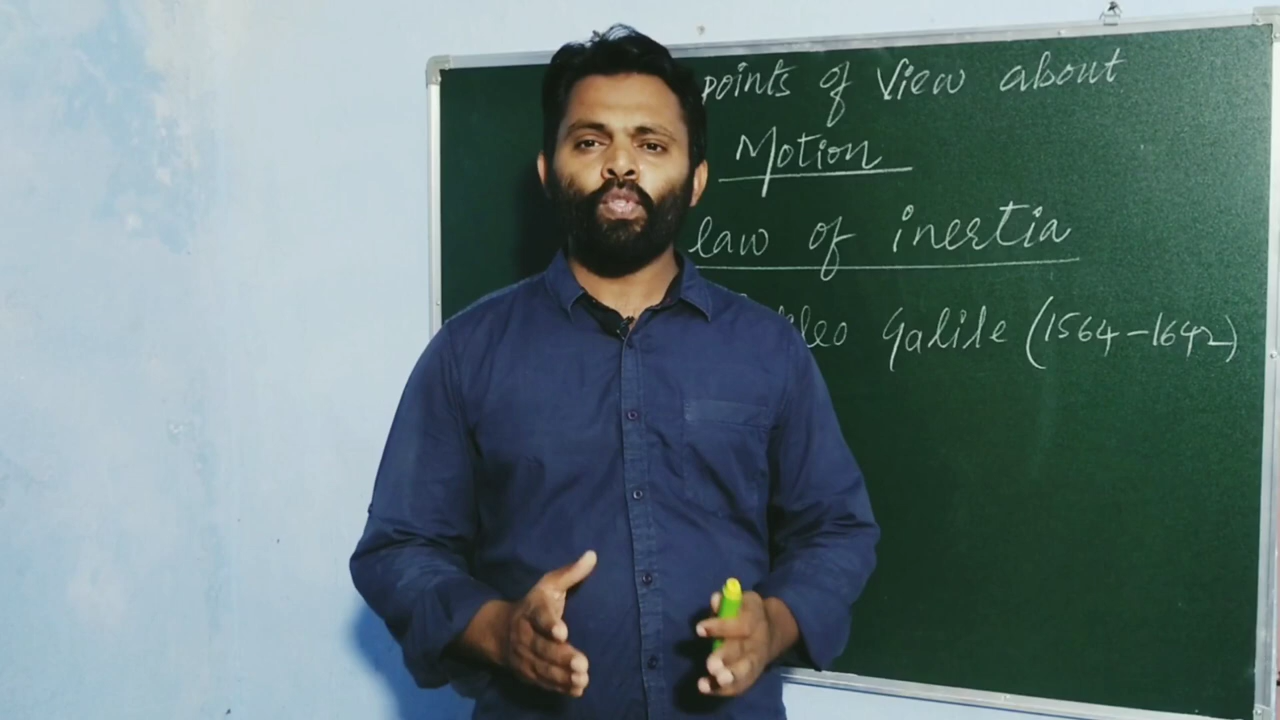 points of View about
Motion
law of inertia
Galile (1564-1642)